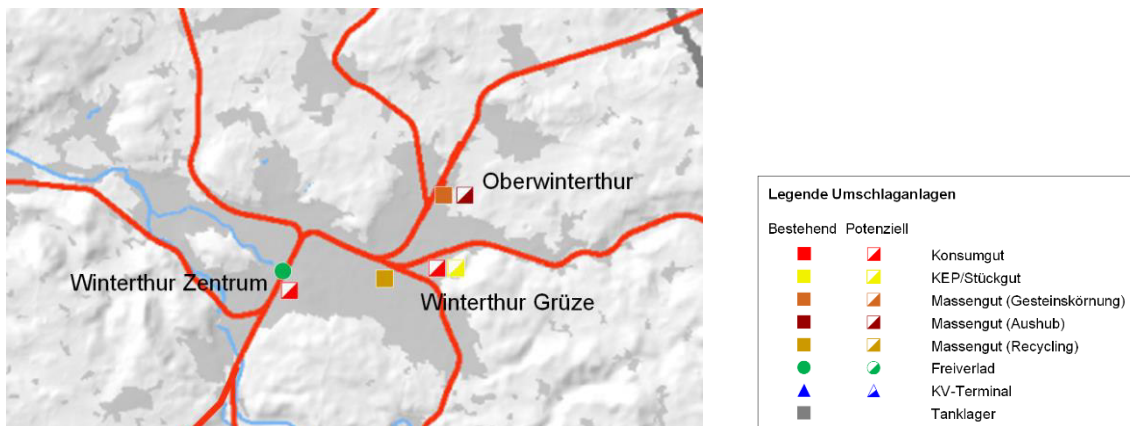 Oberwinterthur
Winterthur Zentrum
Winterthur Grüze
Legende Umschlaganlagen
Bestehend Potenziell
Konsumgut
KEP/Stückgut
Massengut (Gesteinskörnung)
Massengut (Aushub)
Massengut (Recycling)
Freiverlad
KV-Terminal
Tanklager